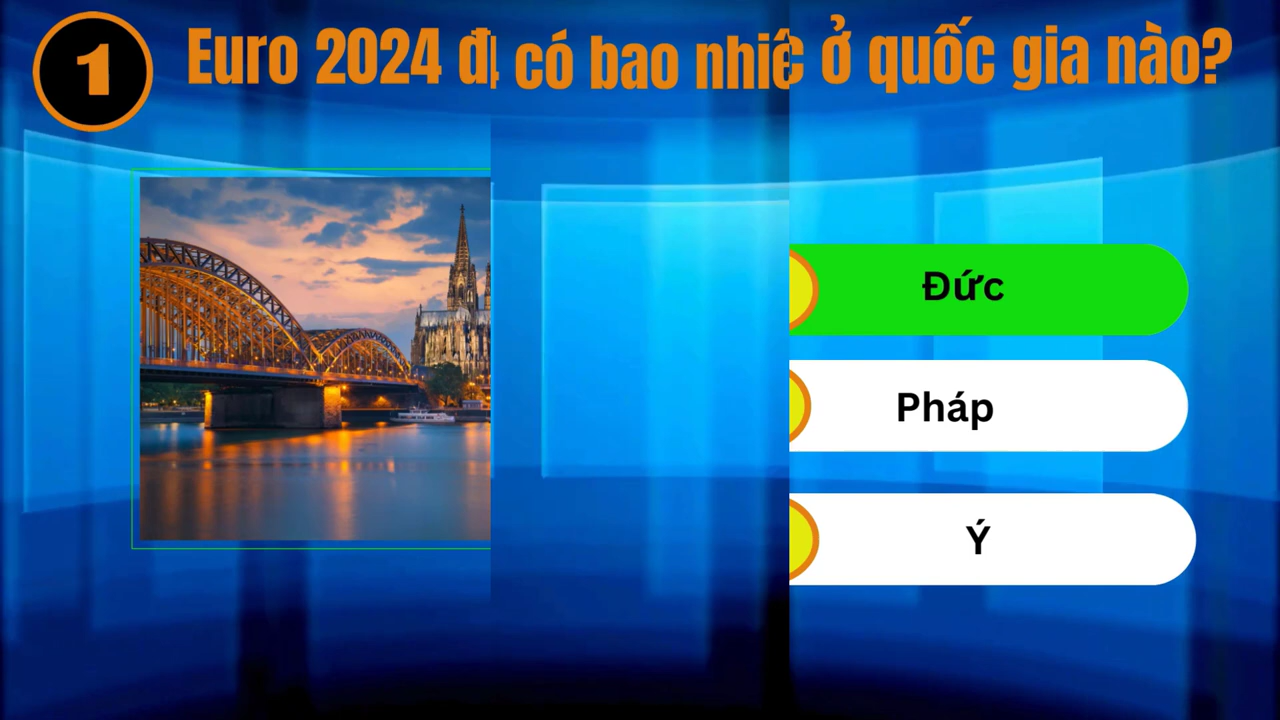 1
Euro 2024 có bao ở quốc gia nào?
Đức
Pháp
Ý